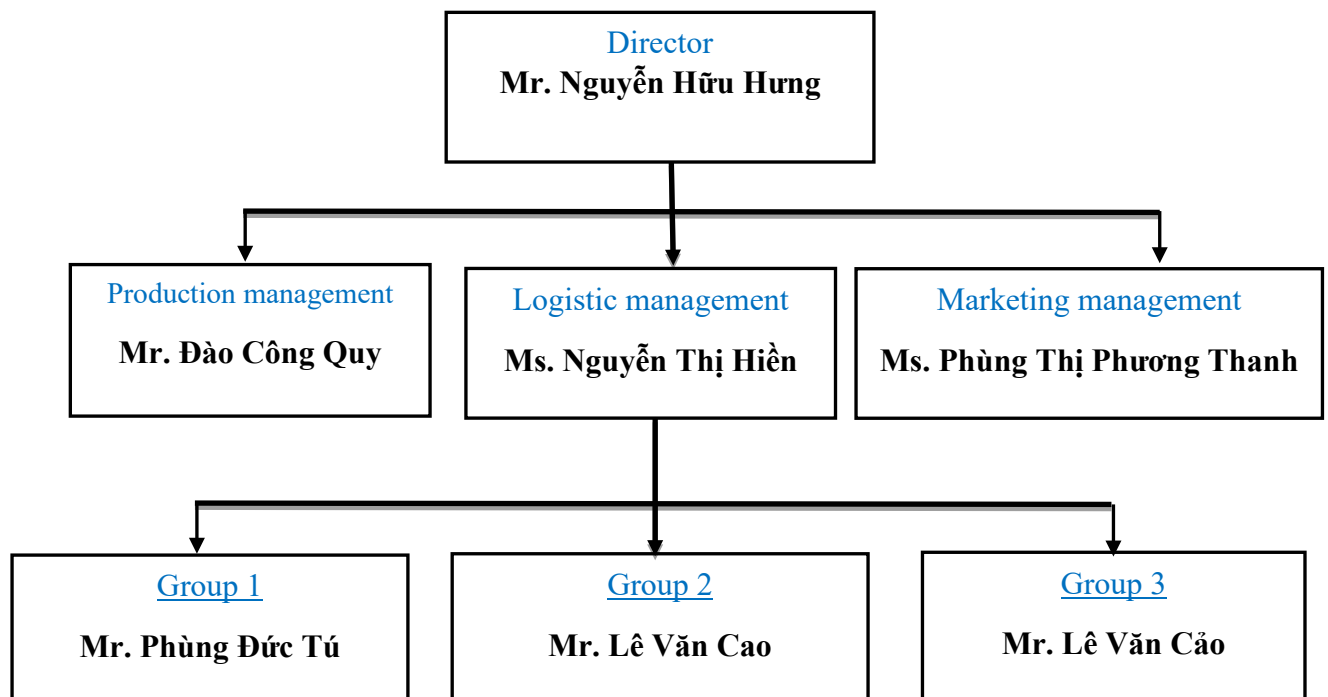 Director
Mr. Nguyễn Hữu Hưng
Production management
Mr. Đào Công Quy
Logistic management
Ms. Nguyễn Thị Hiền
Marketing management
Ms. Phùng Thị Phương Thanh
Group 1
Mr. Phùng Đức Tú
Group 2
Mr. Lê Văn Cao
Group 3
Mr. Lê Văn Cảo